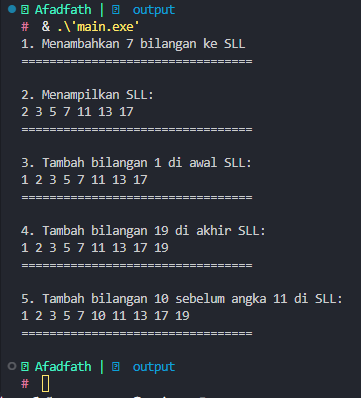 Afadfath | output
# & .\'main.exe'
1. Menambahkan 7 bilangan ke SLL
=================================
2. Menampilkan SLL:
2 3 5 7 11 13 17
=================================
3. Tambah bilangan 1 di awal SLL:
1 2 3 5 7 11 13 17
=================================
4. Tambah bilangan 19 di akhir SLL:
1 2 3 5 7 11 13 17 19
=================================
5. Tambah bilangan 10 sebelum angka 11 di SLL:
1 2 3 5 7 10 11 13 17 19
=================================
Afadfath | output
#